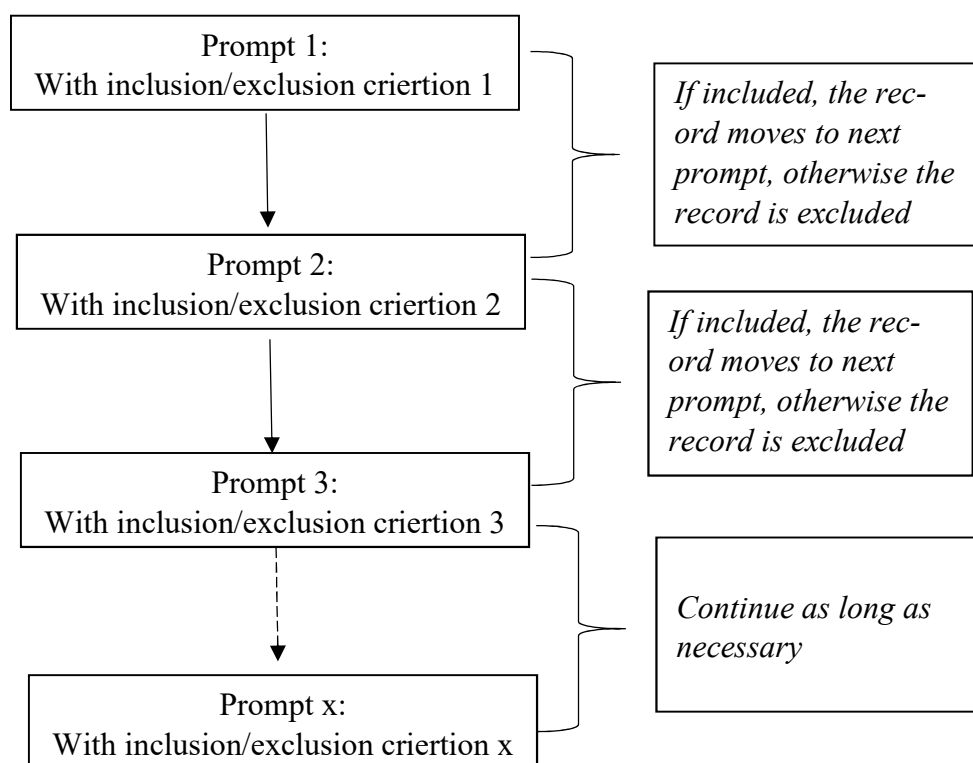 Prompt 1:
With inclusion/exclusion criertion 1
If included, the rec-
ord moves to next
prompt, otherwise the
record is excluded
Prompt 2:
With inclusion/exclusion criertion 2
If included, the rec-
ord moves to next
prompt, otherwise the
record is excluded
Prompt 3:
With inclusion/exclusion criertion 3
Continue as long as
necessary
Prompt x:
With inclusion/exclusion criertion x